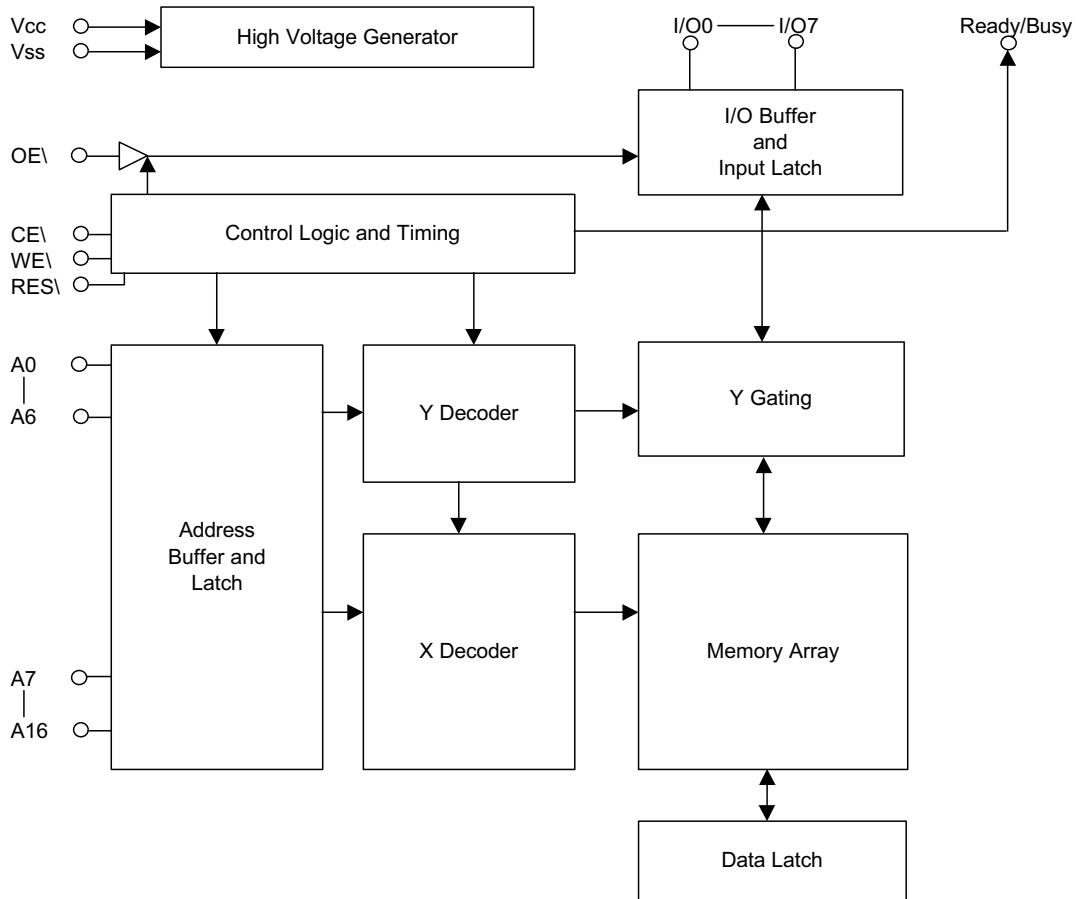 Vcc
Vss
High Voltage Generator
I/O0
I/O7
Ready/Busy
OE\
I/O Buffer
and
Input Latch
CE\
WE\
RES\
Control Logic and Timing
A0
A6
Y Decoder
Y Gating
Address
Buffer and
Latch
X Decoder
Memory Array
A7
A16
Data Latch